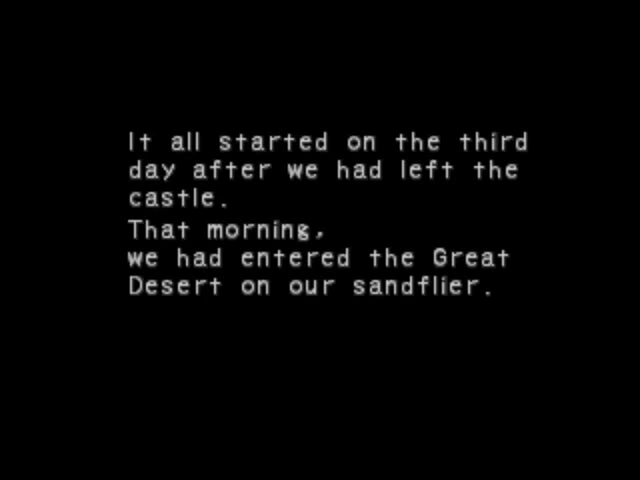 It all started on the third
day after we had left the
castle.
That morning,
we had entered the Great
Desert on our sandflier.